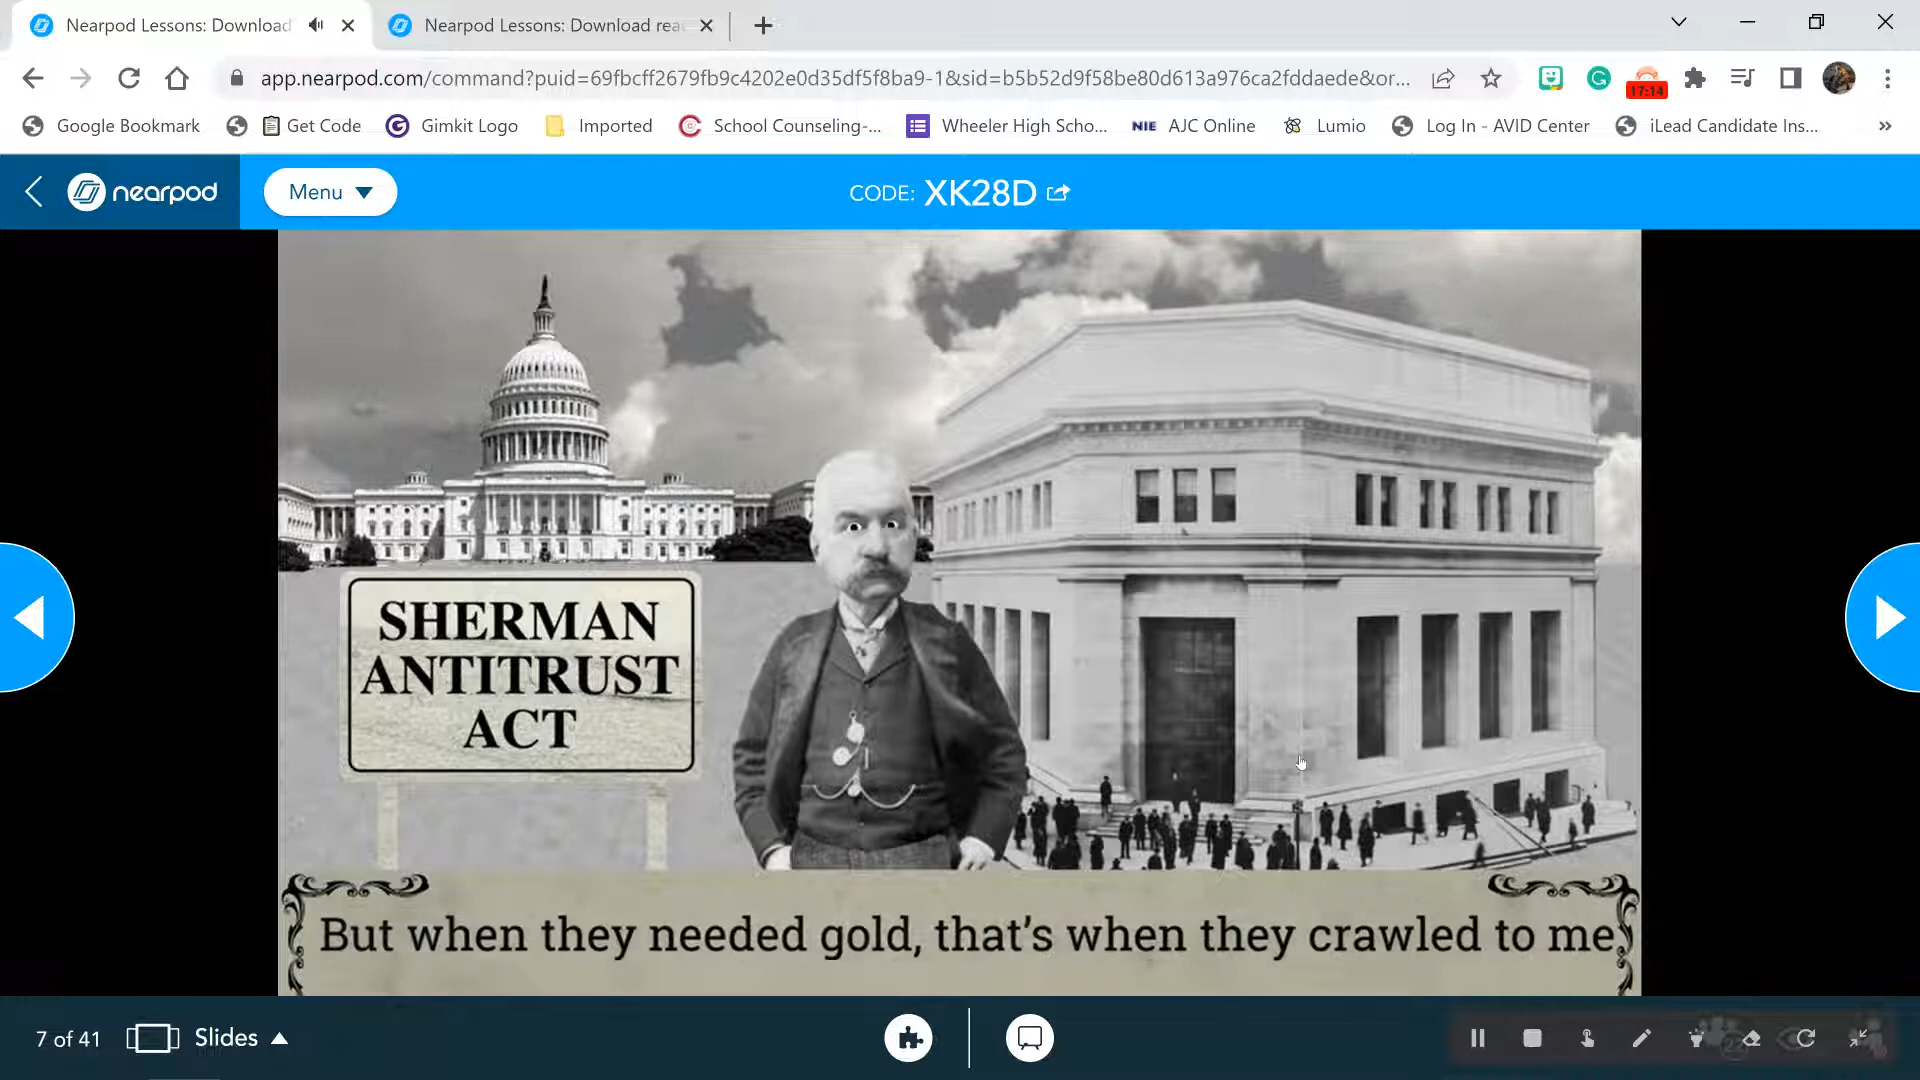 Nearpod Lessons: Download
Nearpod Lessons: Download rea
app.nearpod.com/command?puid=69fbcff2679fb9c4202e0d35df5f8ba9-1&sid=b5b52d9f58be80d613a976ca2fddaede&or...
17:14
Google Bookmark
Get Code
Gimkit Logo
Imported
School Counseling-...
Wheeler High Scho...
NIE AJC Online
Lumio
Log In - AVID Center
iLead Candidate Ins...
nearpod
Menu
CODE: XK28D
SHERMAN
ANTITRUST
ACT
But when they needed gold, that's when they crawled to me,
7 of 41
Slides